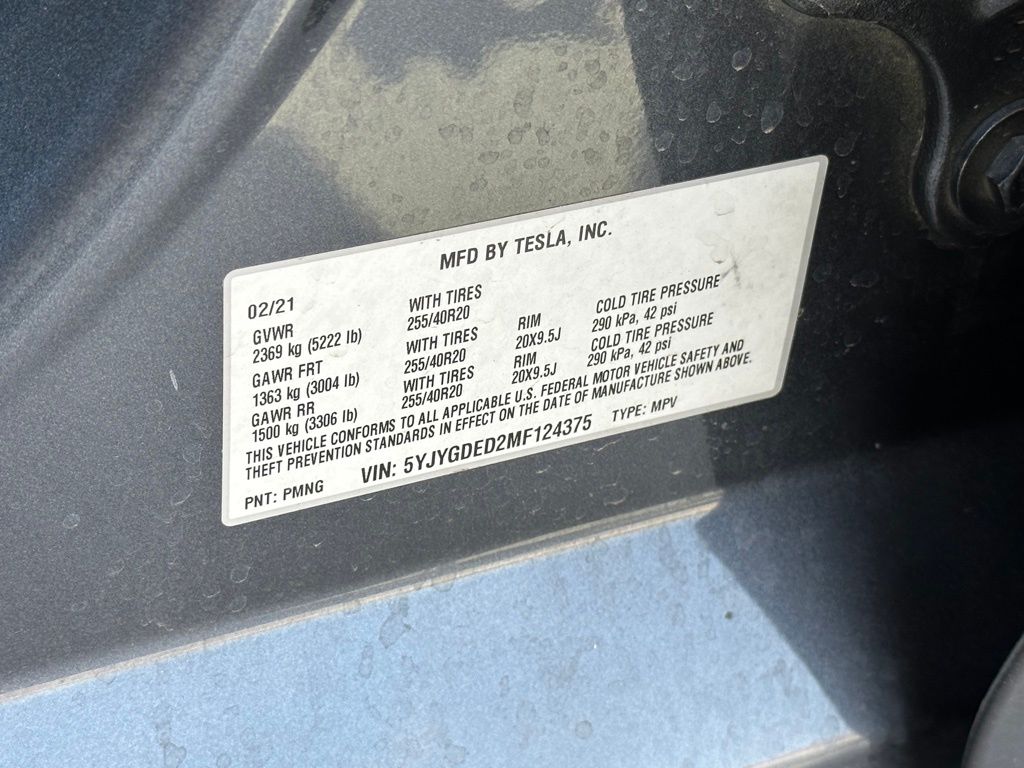 MFD BY TESLA, INC.
02/21
GVWR WITH TIRES RIM COLD TIRE PRESSURE
2369 kg (5222 lb) 255/40R20 20X9.5J 290 kPa, 42 psi
GAWR FRT WITH TIRES RIM COLD TIRE PRESSURE
1363 kg (3004 lb) 255/40R20 20X9.5J 290 kPa, 42 psi
GAWR RR WITH TIRES
1500 kg (3306 lb) 255/40R20
THIS VEHICLE CONFORMS TO ALL APPLICABLE U.S. FEDERAL MOTOR VEHICLE SAFETY AND
THEFT PREVENTION STANDARDS IN EFFECT ON THE DATE OF MANUFACTURE SHOWN ABOVE.
PNT: PMNG VIN: 5YJYGDED2MF124375 TYPE: MPV